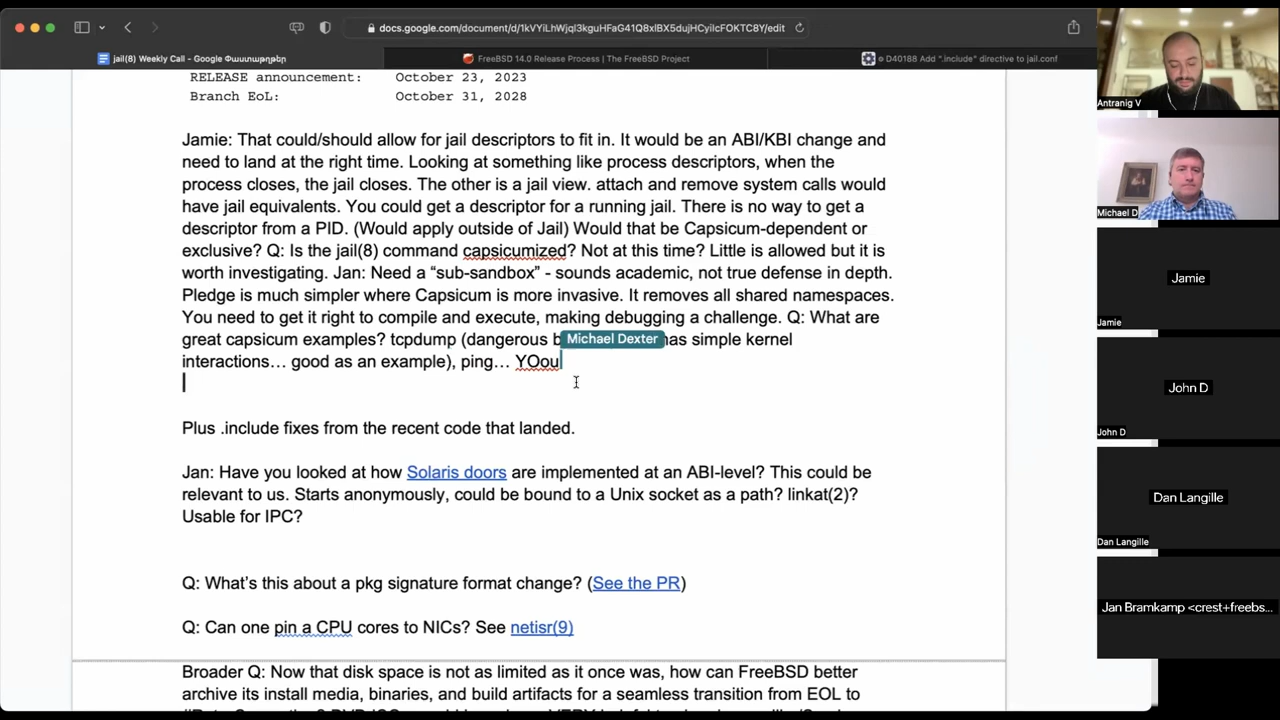 docs.google.com/document/d/1kVYiLhWjql3kguHFaG41Q8xlBX5dujHCyiIcFOKTC8Y/edit
jail(8) Weekly Call - Google Փաստաթղթեր
FreeBSD 14.0 Release Process | The FreeBSD Project
D40188 Add ".include" directive to jail.conf
RELEASE announcement: October 23, 2023
Branch EoL: October 31, 2028
Jamie: That could/should allow for jail descriptors to fit in. It would be an ABI/KBI change and
need to land at the right time. Looking at something like process descriptors, when the
process closes, the jail closes. The other is a jail view. attach and remove system calls would
have jail equivalents. You could get a descriptor for a running jail. There is no way to get a
descriptor from a PID. (Would apply outside of Jail) Would that be Capsicum-dependent or
exclusive? Q: Is the jail(8) command capsicumized? Not at this time? Little is allowed but it is
worth investigating. Jan: Need a “sub-sandbox” - sounds academic, not true defense in depth.
Pledge is much simpler where Capsicum is more invasive. It removes all shared namespaces.
You need to get it right to compile and execute, making debugging a challenge. Q: What are
great capsicum examples? tcpdump (dangerous b Michael Dexter has simple kernel
interactions… good as an example), ping… YOou
Plus .include fixes from the recent code that landed.
Jan: Have you looked at how Solaris doors are implemented at an ABI-level? This could be
relevant to us. Starts anonymously, could be bound to a Unix socket as a path? linkat(2)?
Usable for IPC?
Q: What’s this about a pkg signature format change? (See the PR)
Q: Can one pin a CPU cores to NICs? See netisr(9)
Broader Q: Now that disk space is not as limited as it once was, how can FreeBSD better
archive its install media, binaries, and build artifacts for a seamless transition from EOL to
Antranig V
Michael D
Jamie
Jamie
John D
John D
Dan Langille
Dan Langille
Jan Bramkamp <crest+freebs...